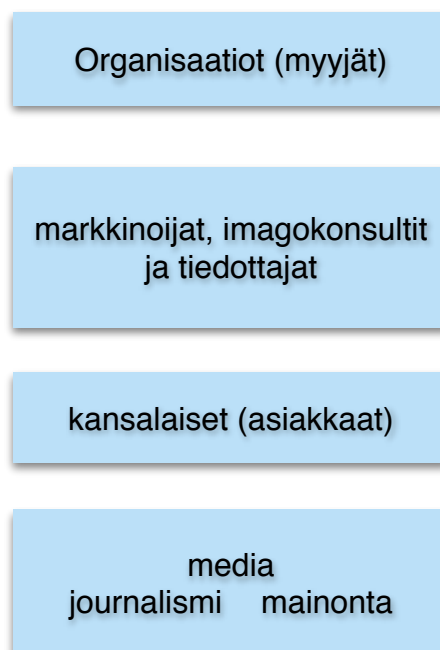 Organisaatiot (myyjät)
markkinoijat, imagokonsultit
ja tiedottajat
kansalaiset (asiakkaat)
media
journalismi mainonta